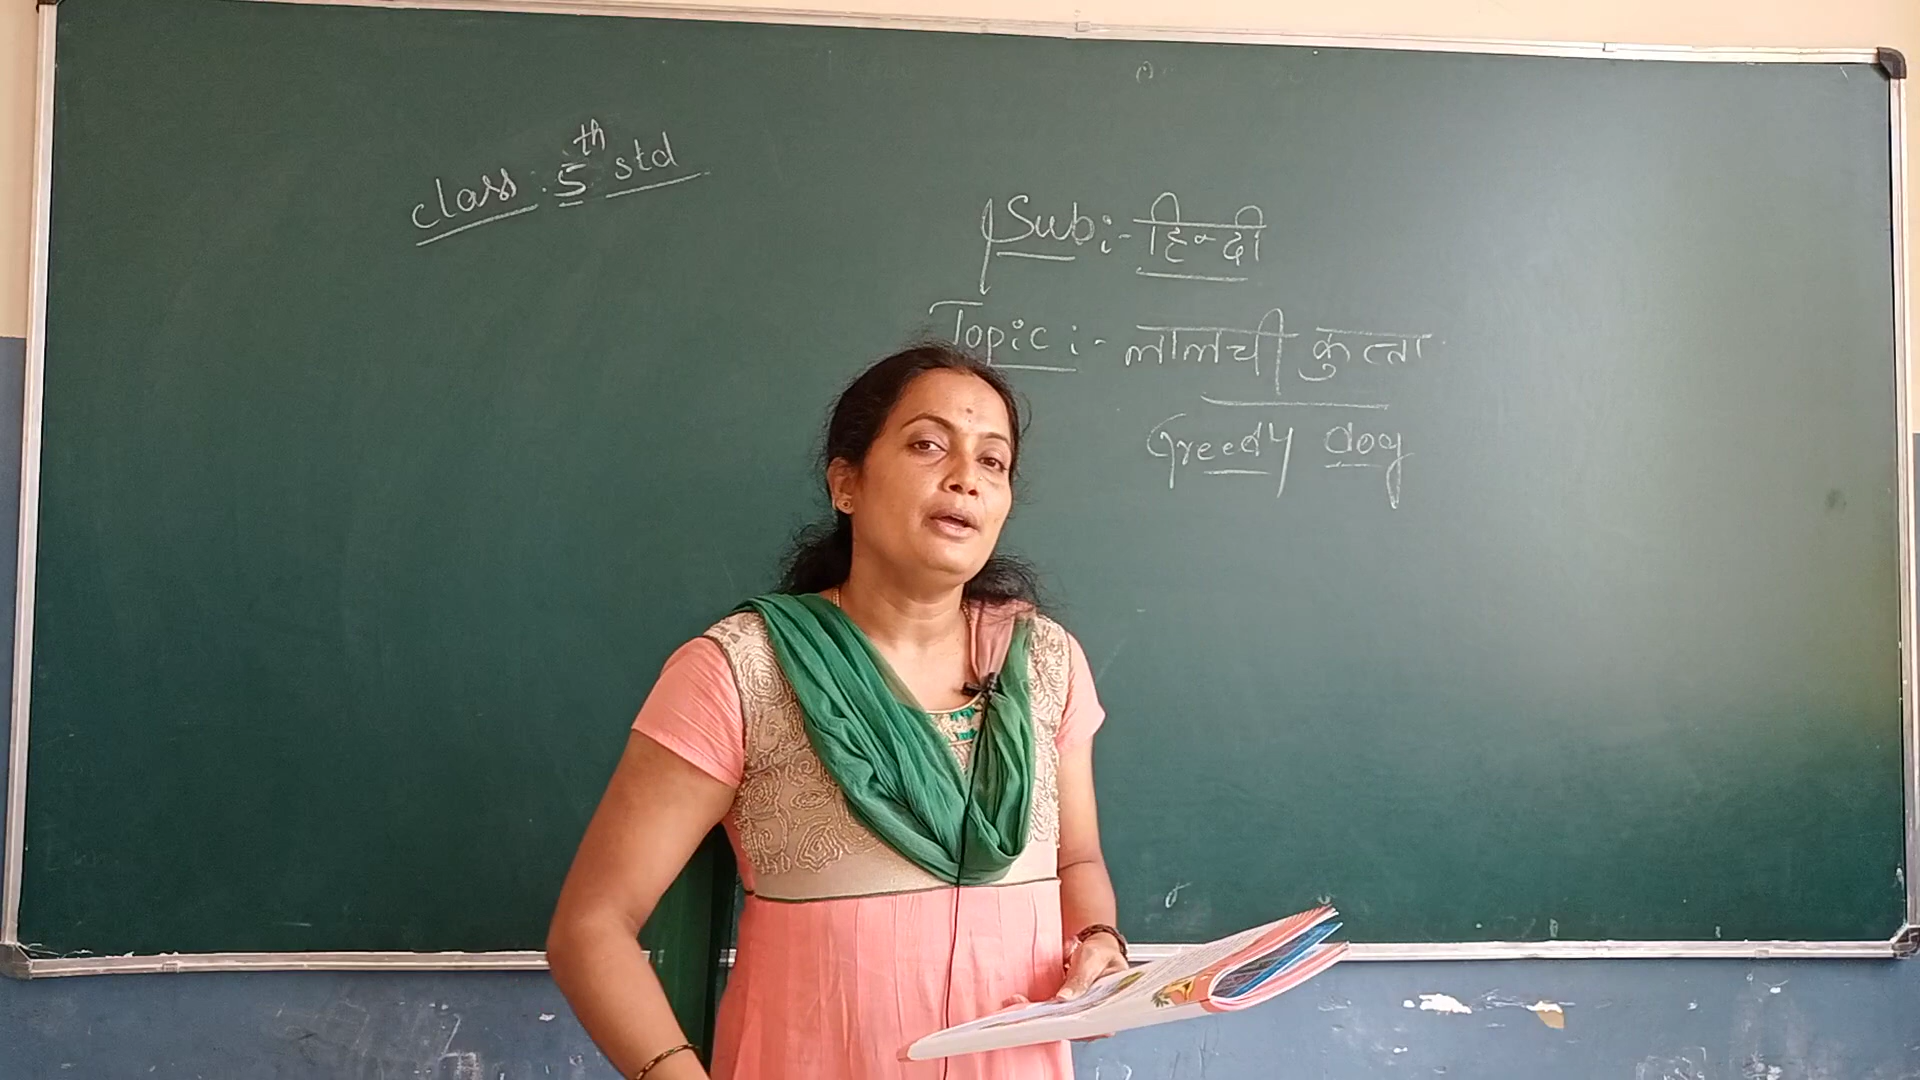 class . 5th std
Sub :- हिन्दी
Topic :- लालची कुत्ता
Greedy dog